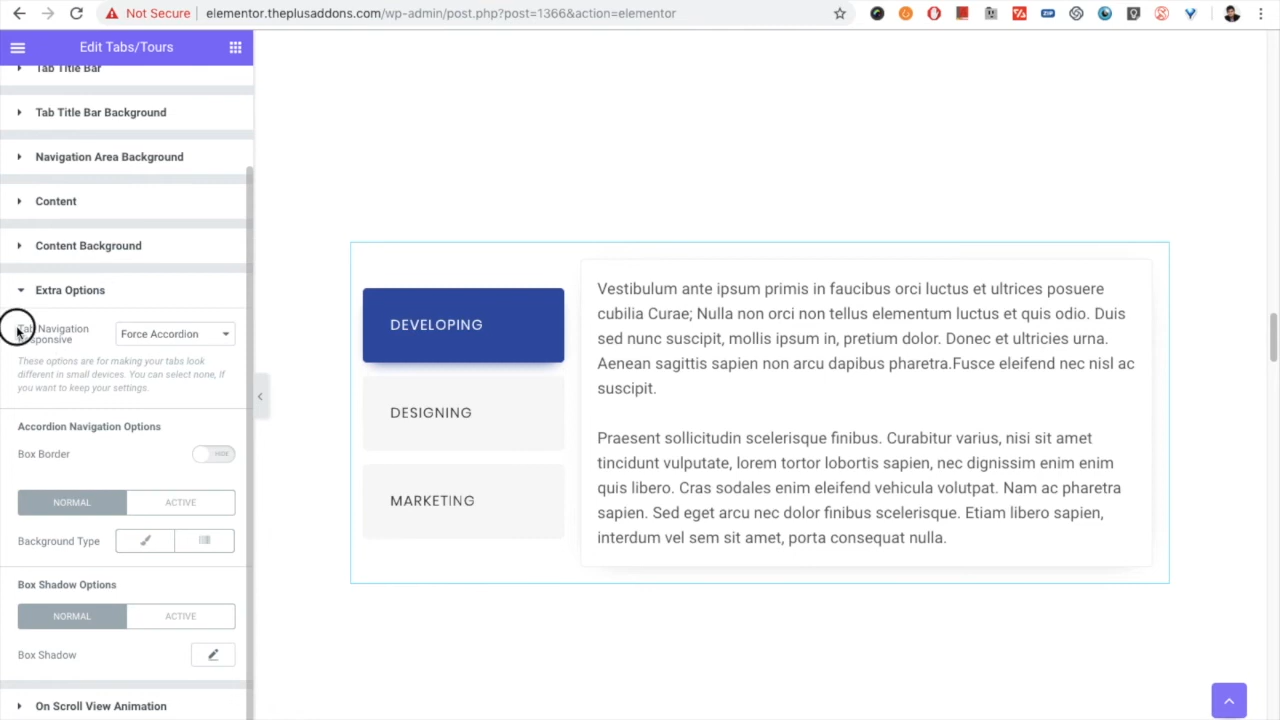 Not Secure elementor.theplusaddons.com/wp-admin/post.php?post=1366&action=elementor
ZIP
Edit Tabs/Tours
Tab Title Bar
Tab Title Bar Background
Navigation Area Background
Content
Content Background
Extra Options
Tab Navigation
Responsive
Force Accordion
These options are for making your tabs look
different in small devices. You can select none, If
you want to keep your settings.
Accordion Navigation Options
Box Border
HIDE
NORMAL ACTIVE
Background Type
Box Shadow Options
NORMAL ACTIVE
Box Shadow
On Scroll View Animation
DEVELOPING
DESIGNING
MARKETING
Vestibulum ante ipsum primis in faucibus orci luctus et ultrices posuere
cubilia Curae; Nulla non orci non tellus elementum luctus et quis odio. Duis
sed nunc suscipit, mollis ipsum in, pretium dolor. Donec et ultricies urna.
Aenean sagittis sapien non arcu dapibus pharetra.Fusce eleifend nec nisl ac
suscipit.
Praesent sollicitudin scelerisque finibus. Curabitur varius, nisi sit amet
tincidunt vulputate, lorem tortor lobortis sapien, nec dignissim enim enim
quis libero. Cras sodales enim eleifend vehicula volutpat. Nam ac pharetra
sapien. Sed eget arcu nec dolor finibus scelerisque. Etiam libero sapien,
interdum vel sem sit amet, porta consequat nulla.